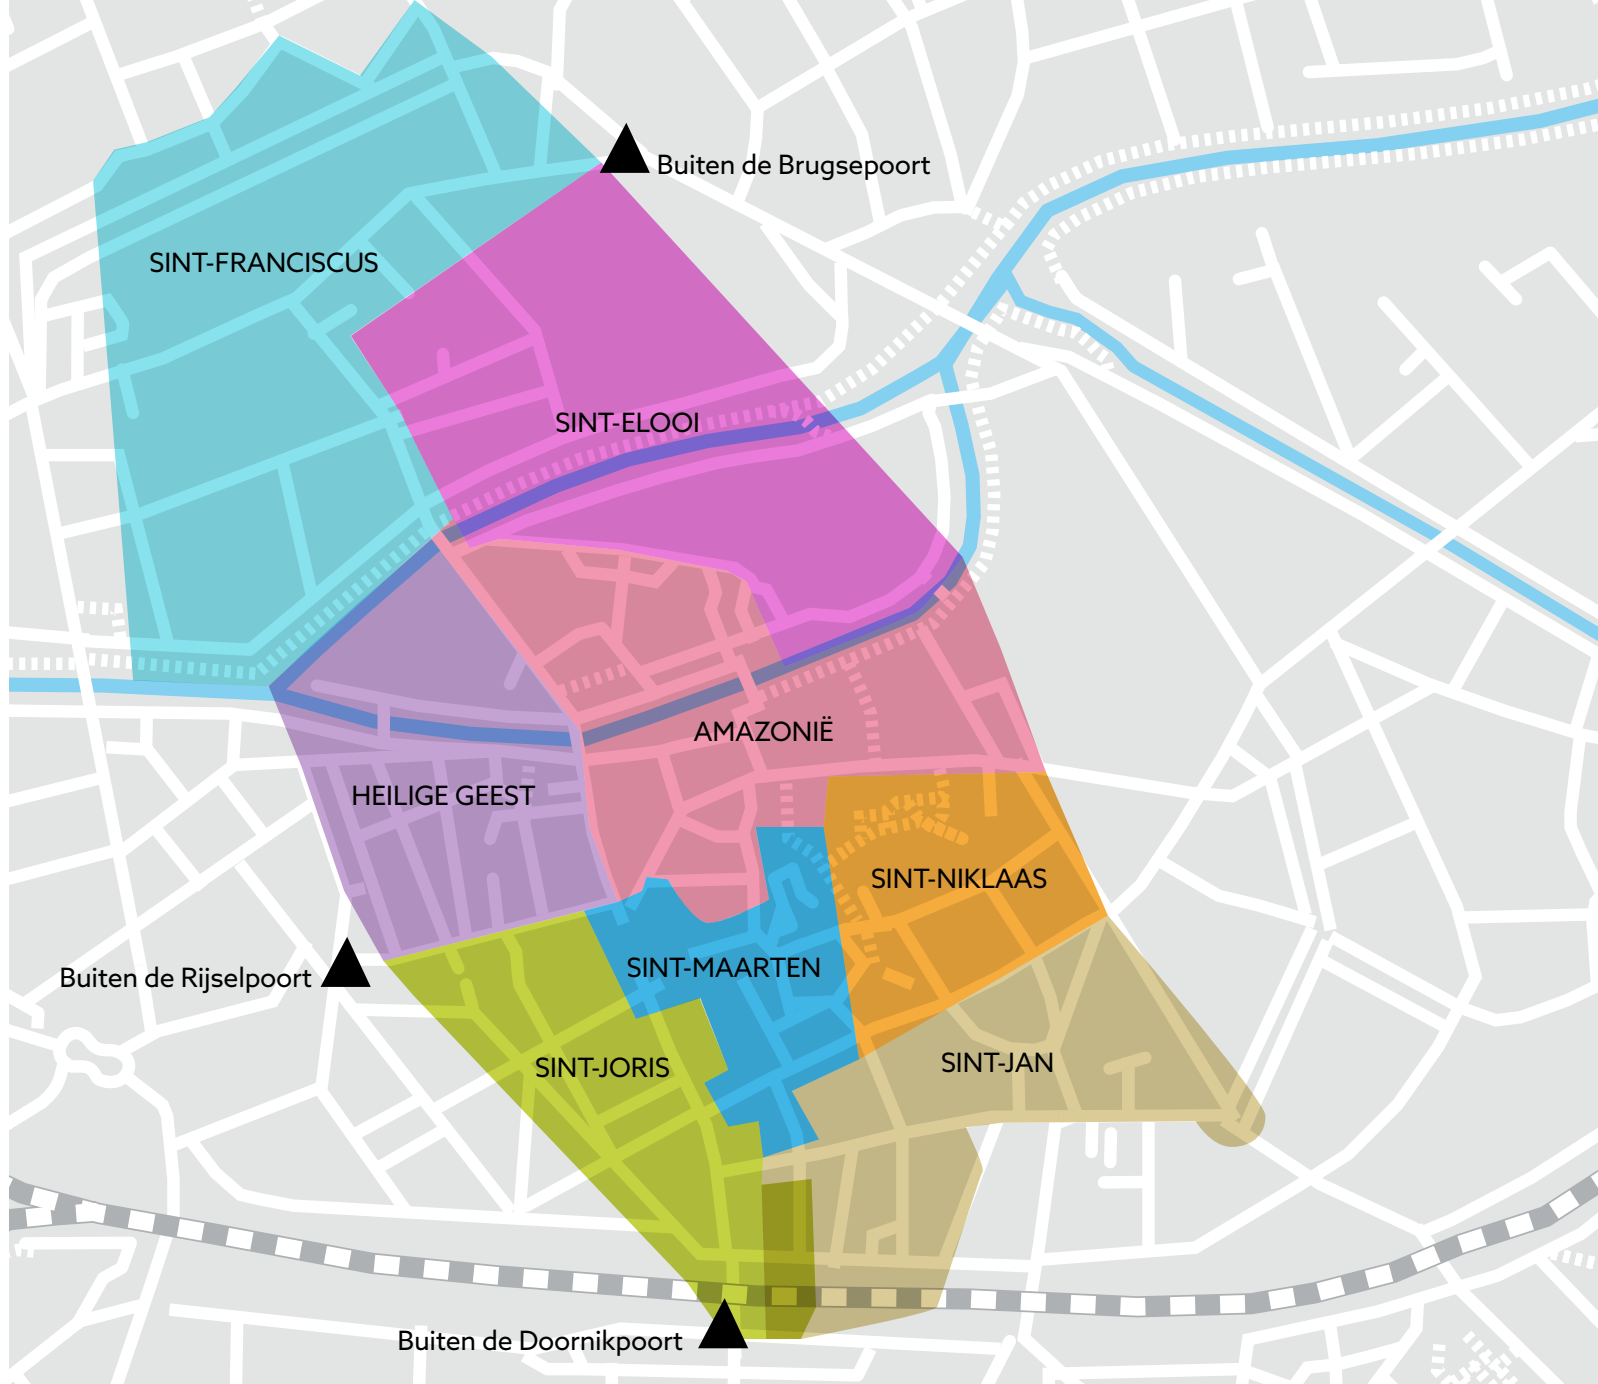 Buiten de Brugsepoort
SINT-FRANCISCUS
SINT-ELOOI
AMAZONIË
HEILIGE GEEST
SINT-NIKLAAS
SINT-MAARTEN
Buiten de Rijselpoort
SINT-JORIS
SINT-JAN
Buiten de Doornikpoort